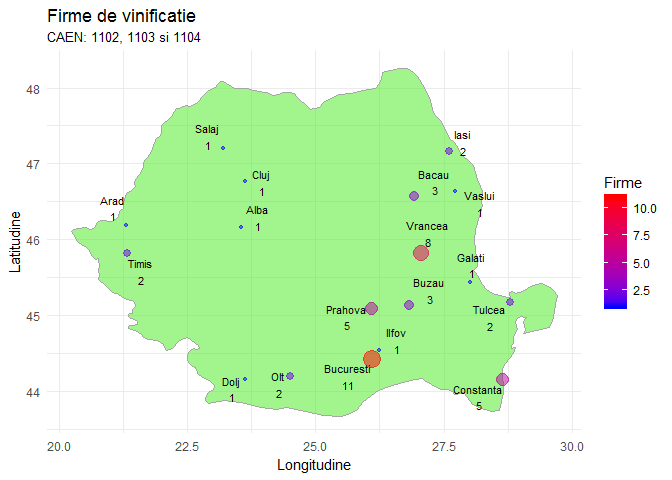 Firme de vinificatie
CAEN: 1102, 1103 si 1104
48
47
46
45
44
Latitudine
Salaj
1
Cluj
1
Iasi
2
Bacau
3
Vaslui
1
Arad
1
Alba
1
Vrancea
8
Timis
2
Galati
1
Buzau
3
Prahova
5
Tulcea
2
Ilfov
1
Bucuresti
11
Dolj
1
Olt
2
Constanta
5
20.0
22.5
25.0
27.5
30.0
Longitudine
Firme
10.0
7.5
5.0
2.5